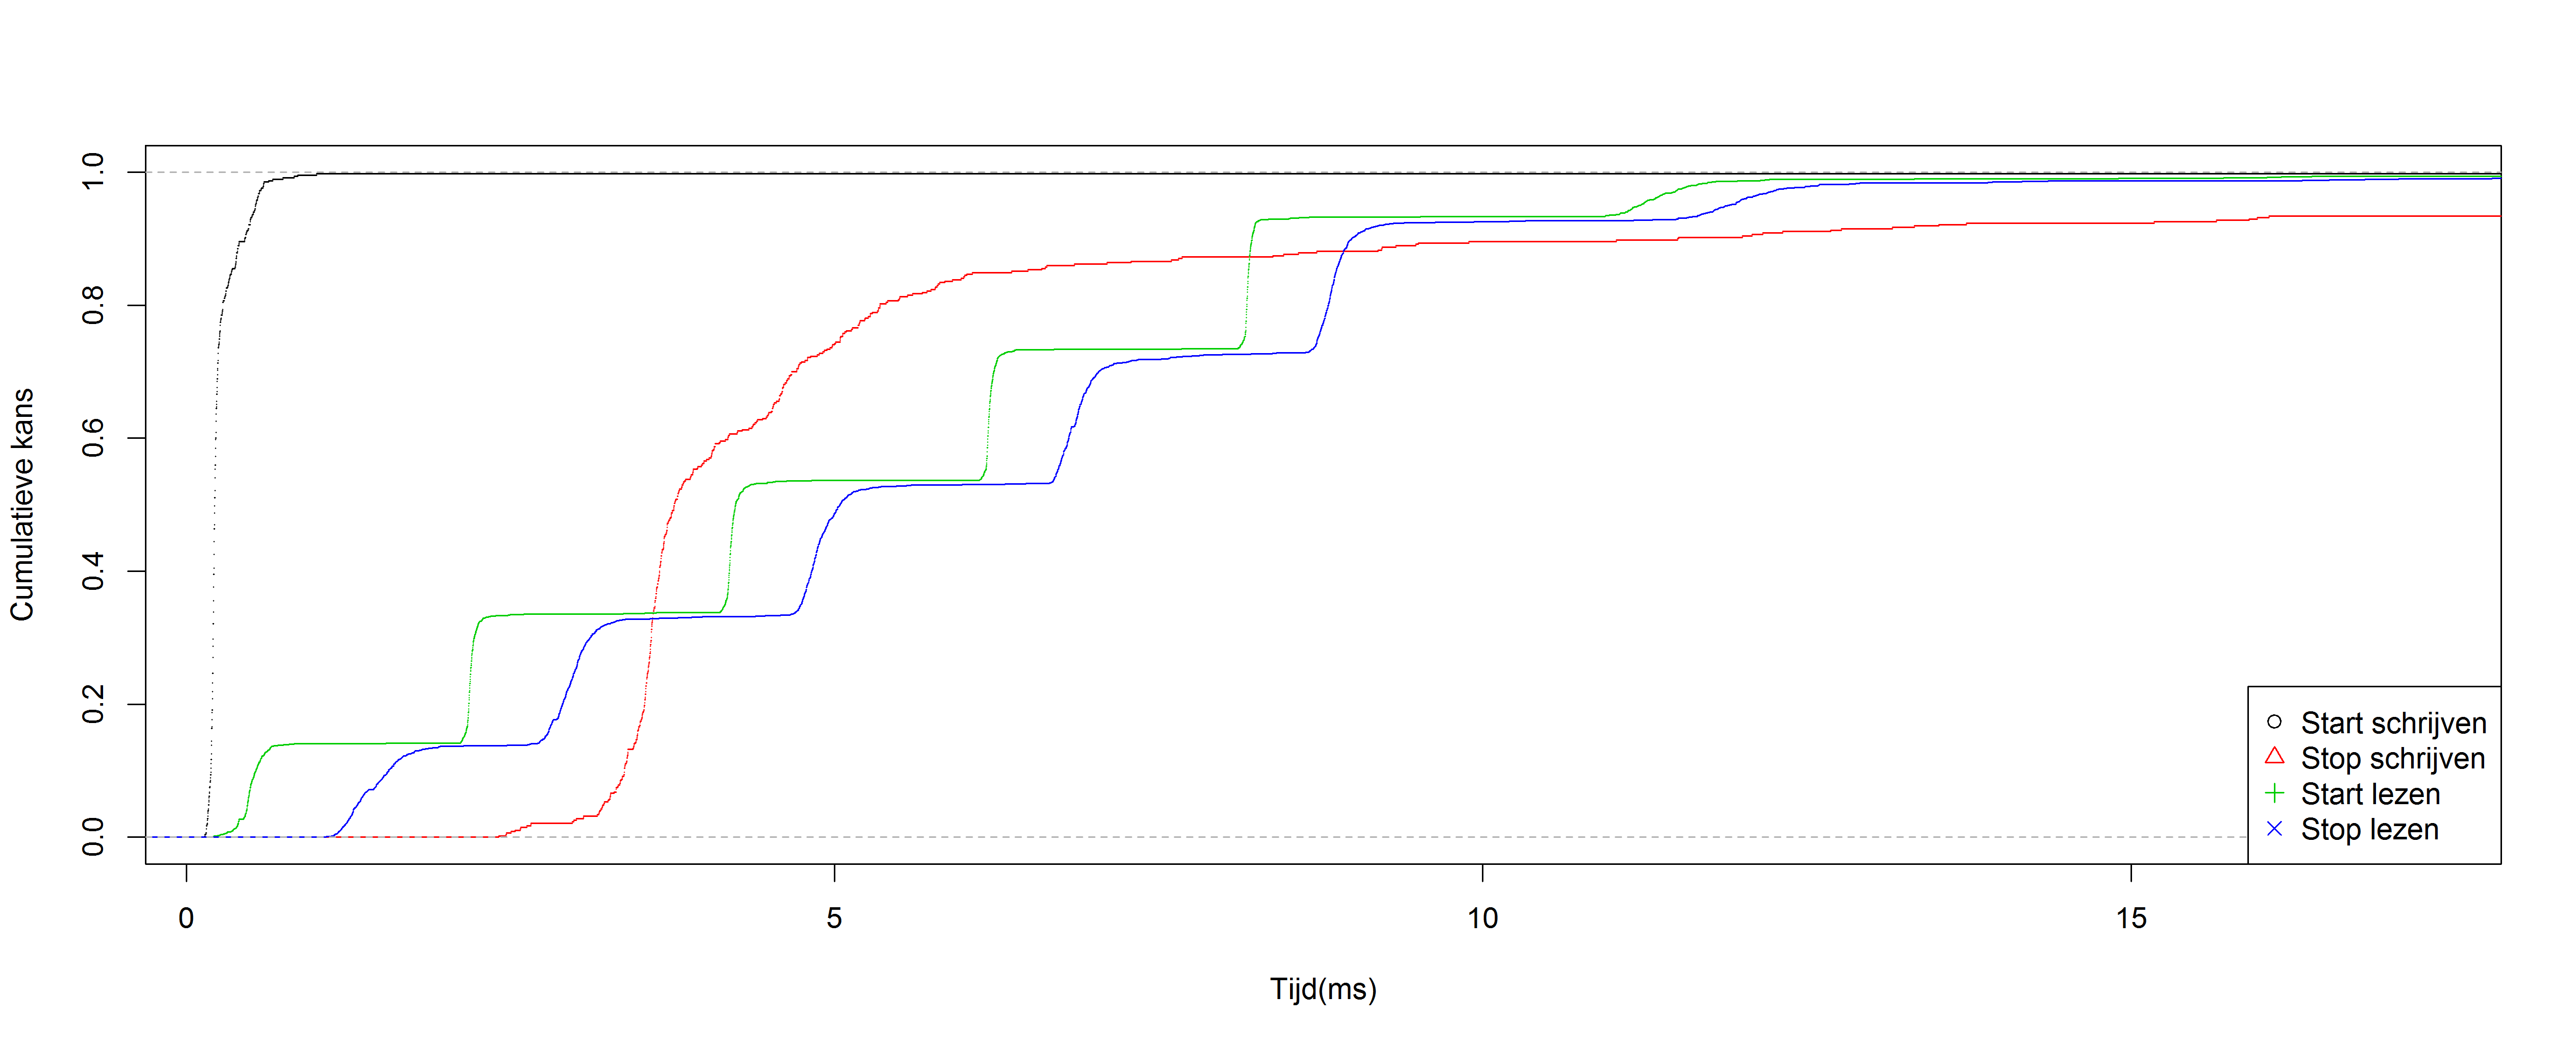 Cumulatieve kans
1.0
0.8
0.6
0.4
0.2
0.0
0 5 10 15
Tijd(ms)
Start schrijven
Stop schrijven
Start lezen
Stop lezen